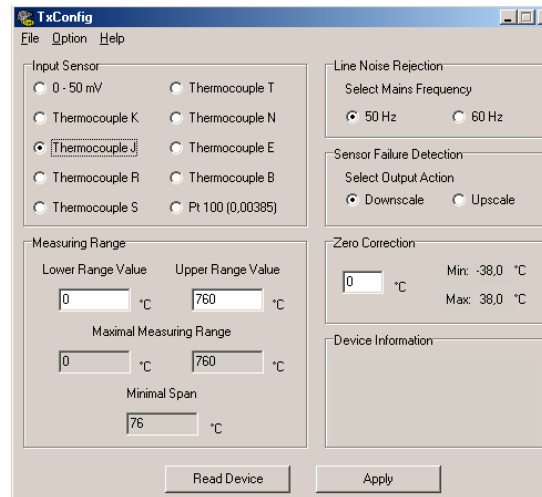 TxConfig
File Option Help
Input Sensor
0 - 50 mV
Thermocouple T
Thermocouple K
Thermocouple N
Thermocouple J
Thermocouple E
Thermocouple R
Thermocouple B
Thermocouple S
Pt 100 (0,00385)
Line Noise Rejection
Select Mains Frequency
50 Hz
60 Hz
Sensor Failure Detection
Select Output Action
Downscale
Upscale
Measuring Range
Lower Range Value
Upper Range Value
0 °C
760 °C
Maximal Measuring Range
0 °C
760 °C
Minimal Span
76 °C
Zero Correction
0 °C
Min: -38,0 °C
Max: 38,0 °C
Device Information
Read Device
Apply